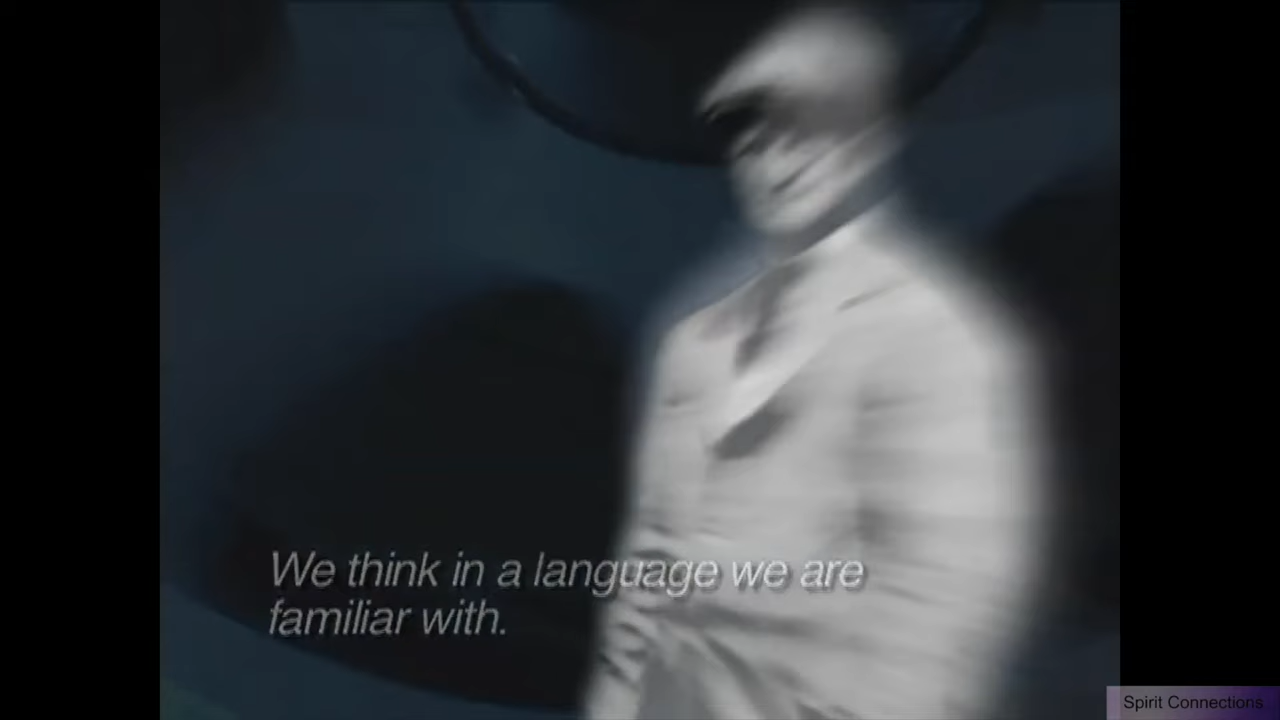 We think in a language we are
familiar with.
Spirit Connections